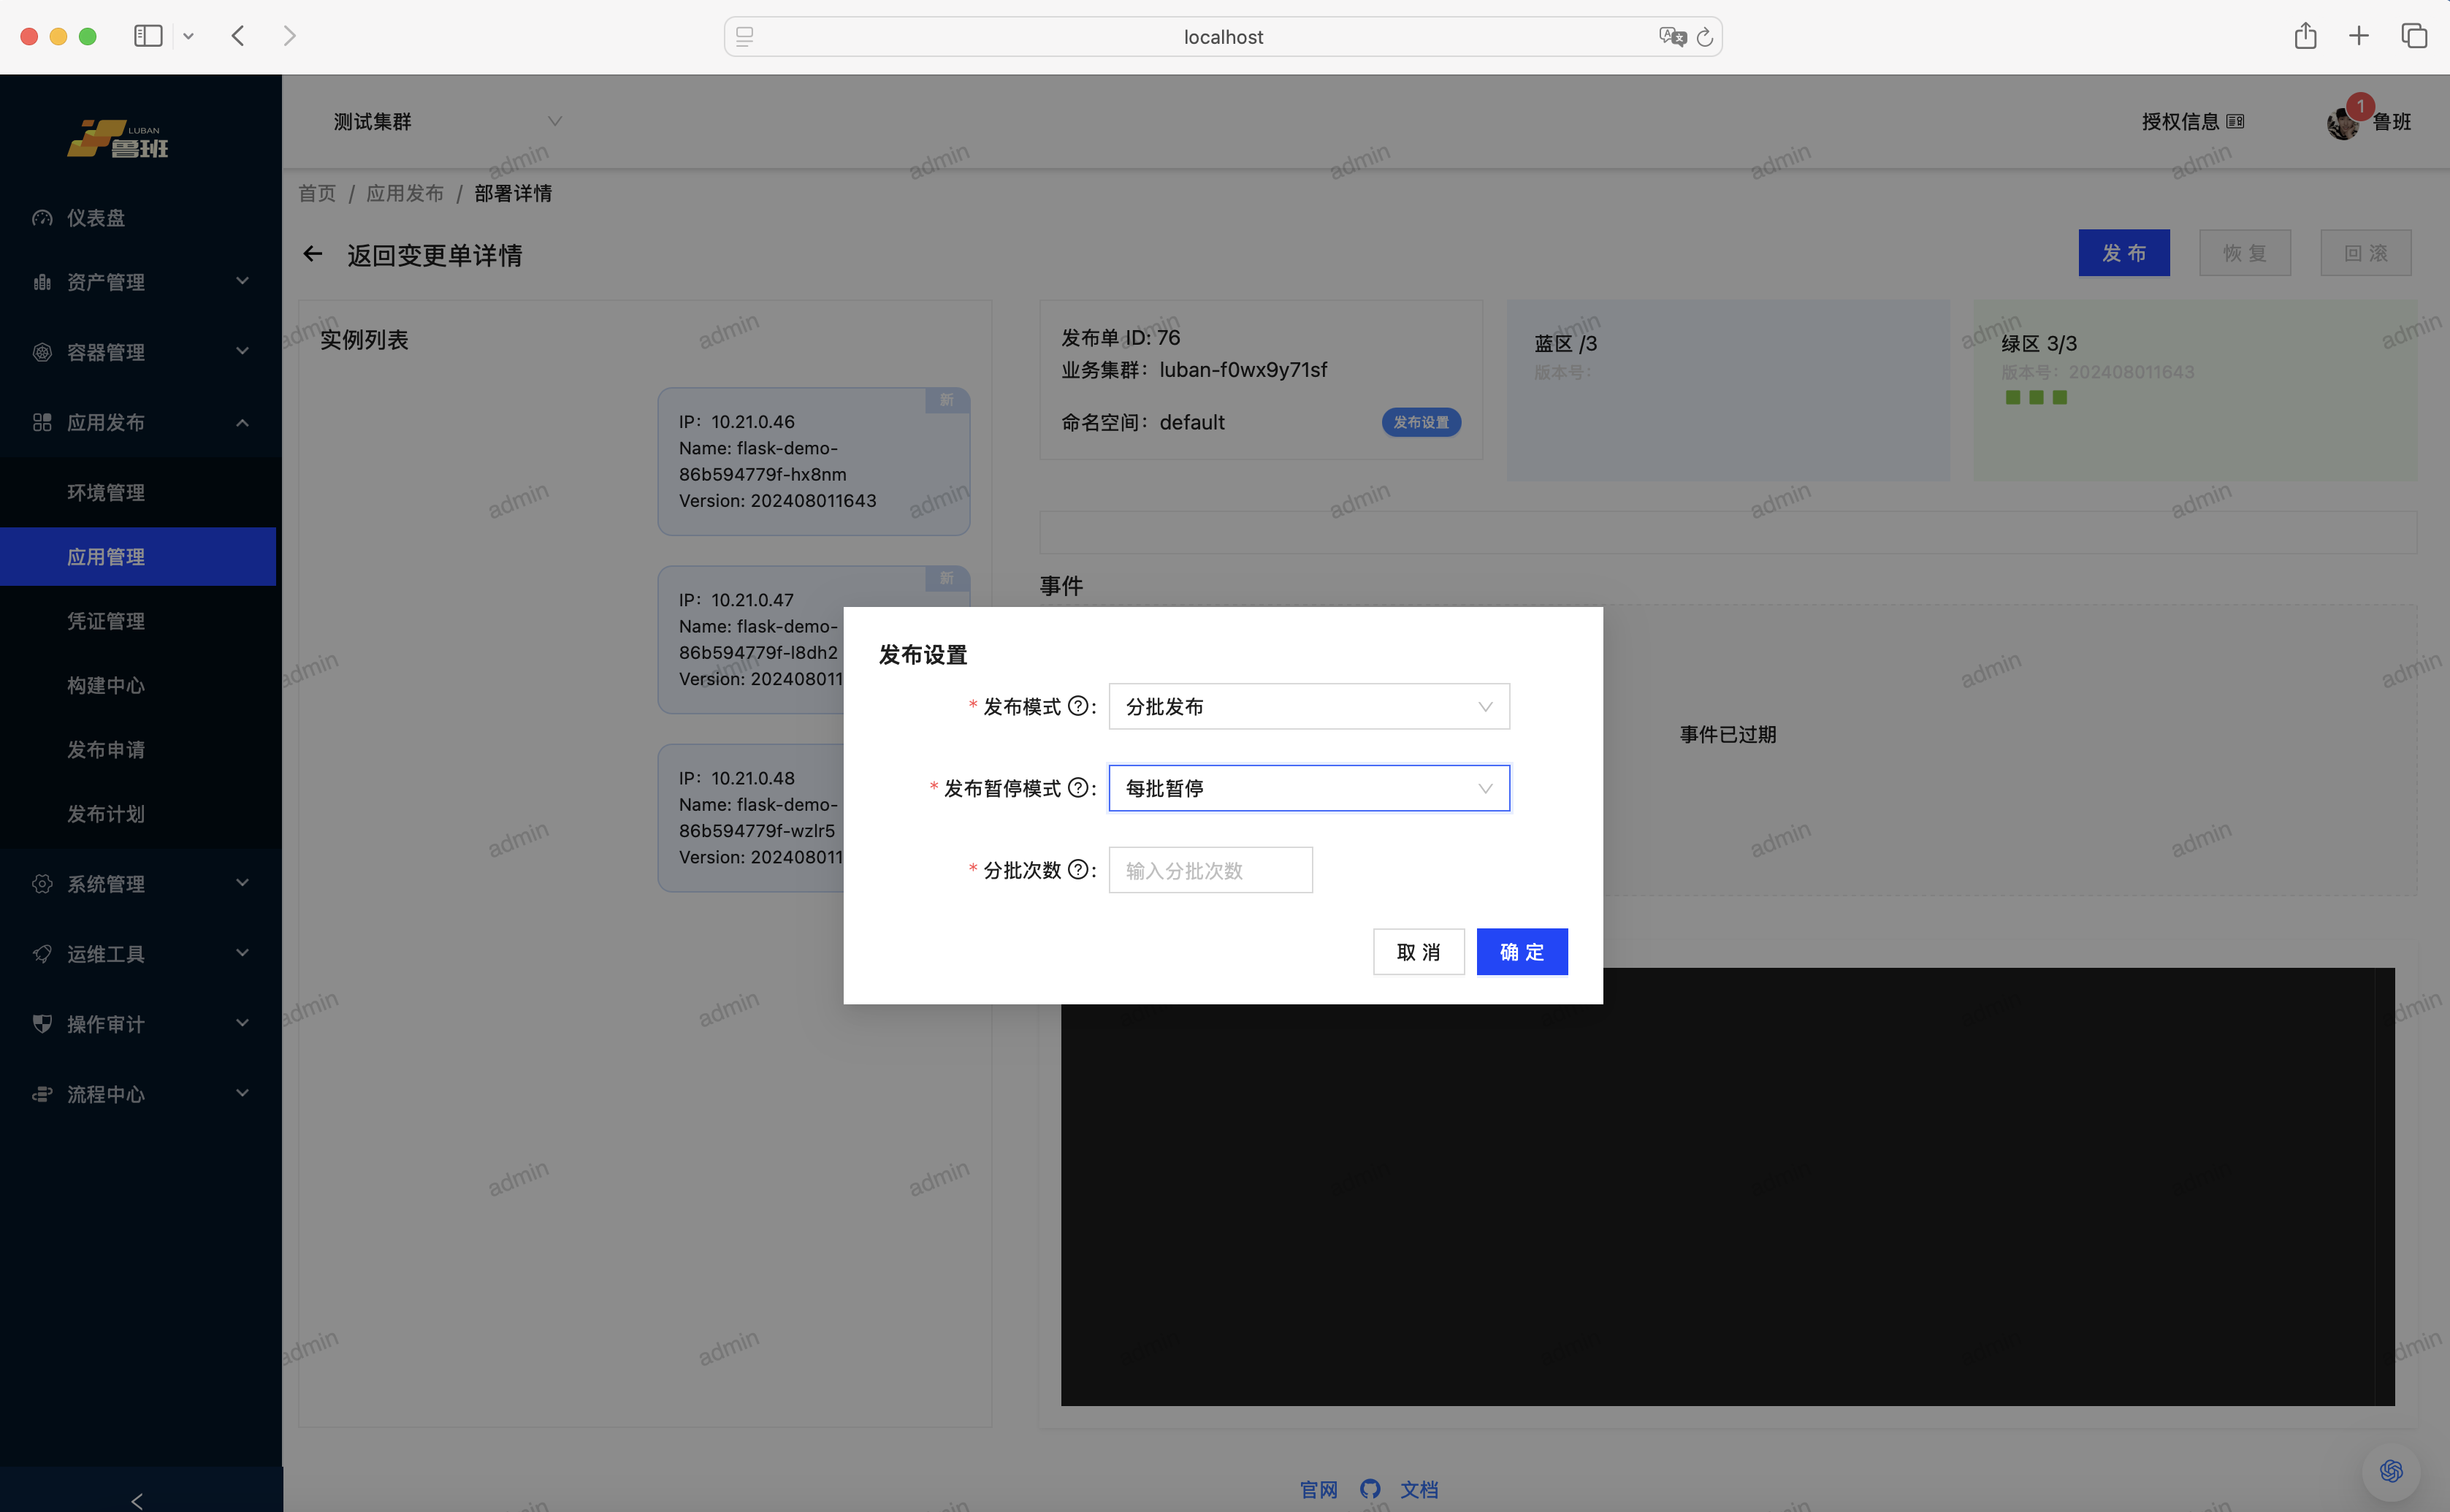 localhost
LUBAN
鲁班
测试集群
授权信息
1
鲁班
仪表盘
资产管理
容器管理
应用发布
环境管理
应用管理
凭证管理
构建中心
发布申请
发布计划
系统管理
运维工具
操作审计
流程中心
首页 / 应用发布 / 部署详情
返回变更单详情
发 布
恢 复
回 滚
实例列表
新
IP: 10.21.0.46
Name: flask-demo-
86b594779f-hx8nm
Version: 202408011643
新
IP: 10.21.0.47
Name: flask-demo-
86b594779f-l8dh2
Version: 20240801
IP: 10.21.0.48
Name: flask-demo-
86b594779f-wzlr5
Version: 20240801
发布单 ID: 76
业务集群: luban-f0wx9y71sf
命名空间: default
发布设置
蓝区 /3
版本号:
绿区 3/3
版本号: 202408011643
事件
事件已过期
发布设置
* 发布模式 ? :
分批发布
* 发布暂停模式 ? :
每批暂停
* 分批次数 ? :
输入分批次数
取 消
确 定
官网
文档
admin